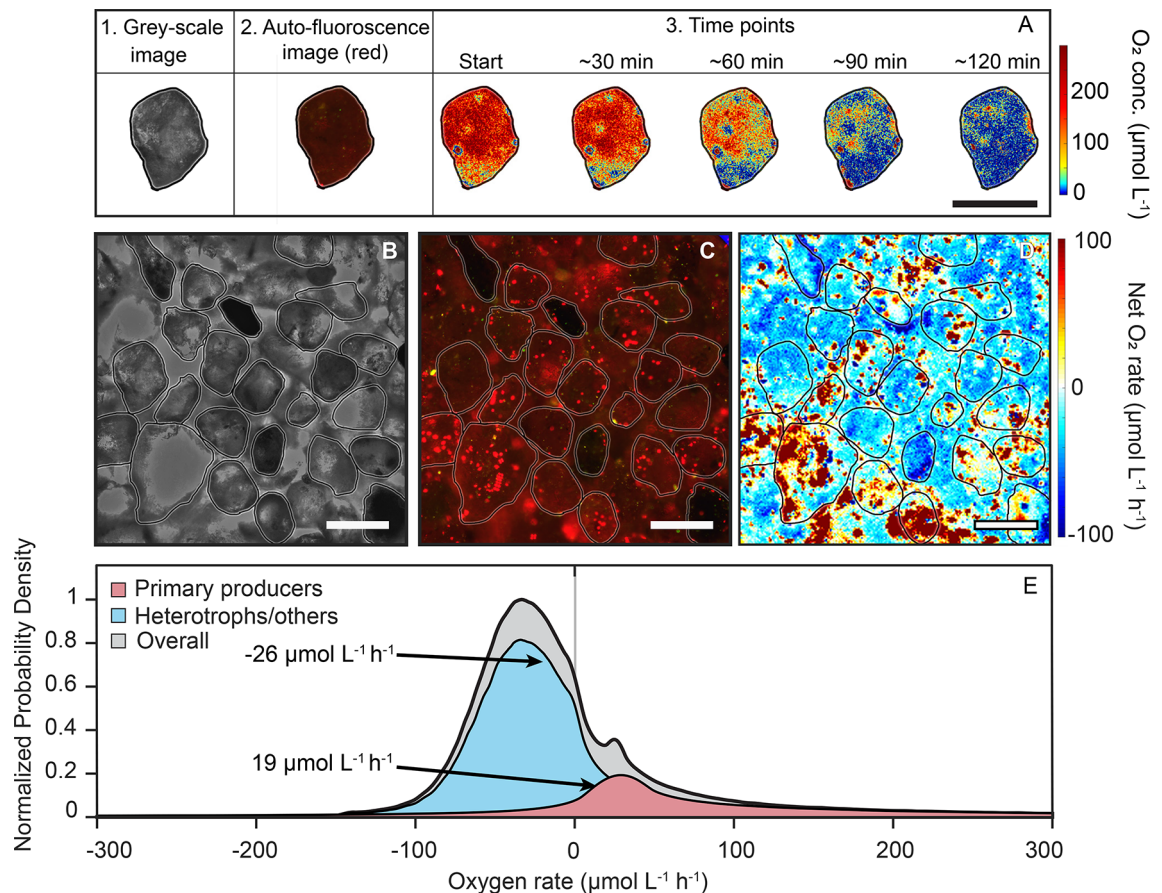 1. Grey-scale
image
2. Auto-fluoroscence
image (red)
3. Time points
A
Start
~30 min
~60 min
~90 min
~120 min
O₂ conc. (µmol L⁻¹)
200
100
0
B
C
D
100
0
-100
Net O₂ rate (µmol L⁻¹ h⁻¹)
E
Primary producers
Heterotrophs/others
Overall
-26 µmol L⁻¹ h⁻¹
19 µmol L⁻¹ h⁻¹
Normalized Probability Density
1
0.8
0.6
0.4
0.2
0
-300
-200
-100
0
100
200
300
Oxygen rate (µmol L⁻¹ h⁻¹)